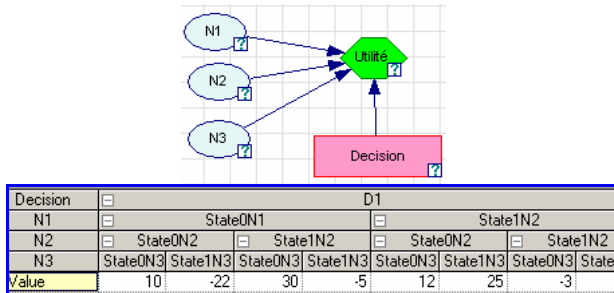 N1
?
Utilité
?
N2
?
N3
?
Decision
?
Decision D1
N1 State0N1 State1N2
N2 State0N2 State1N2 State0N2 State1N2
N3 State0N3 State1N3 State0N3 State1N3 State0N3 State1N3 State0N3 State
Value 10 -22 30 -5 12 25 -3